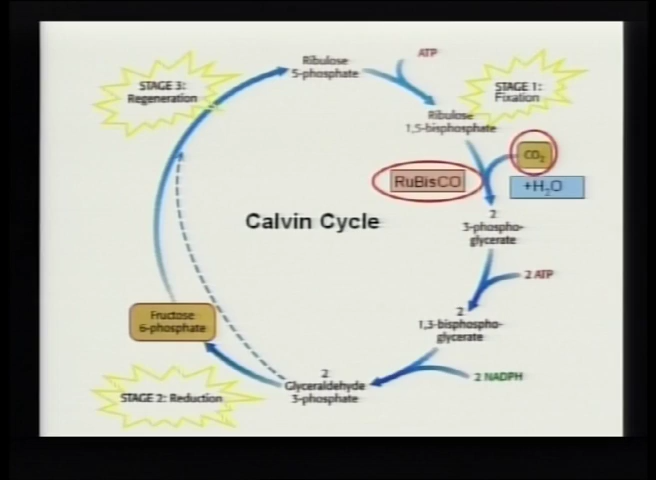 Ribulose
5-phosphate
ATP
STAGE 3:
Regeneration
STAGE 1:
Fixation
Ribulose
1,5-bisphosphate
CO2
RuBisCO
+H2O
2
3-phospho-
glycerate
Calvin Cycle
2 ATP
2
1,3-bisphospho-
glycerate
Fructose
6-phosphate
2 NADPH
2
Glyceraldehyde
3-phosphate
STAGE 2: Reduction